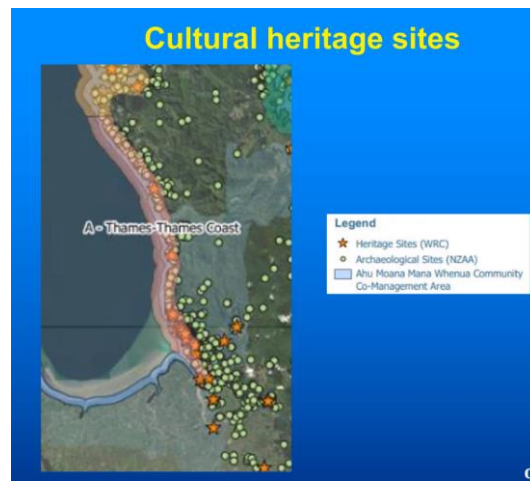 Cultural heritage sites
A - Thames-Thames Coast
Legend
Heritage Sites (WRC)
Archaeological Sites (NZAA)
Ahu Moana Mana Whenua Community
Co-Management Area